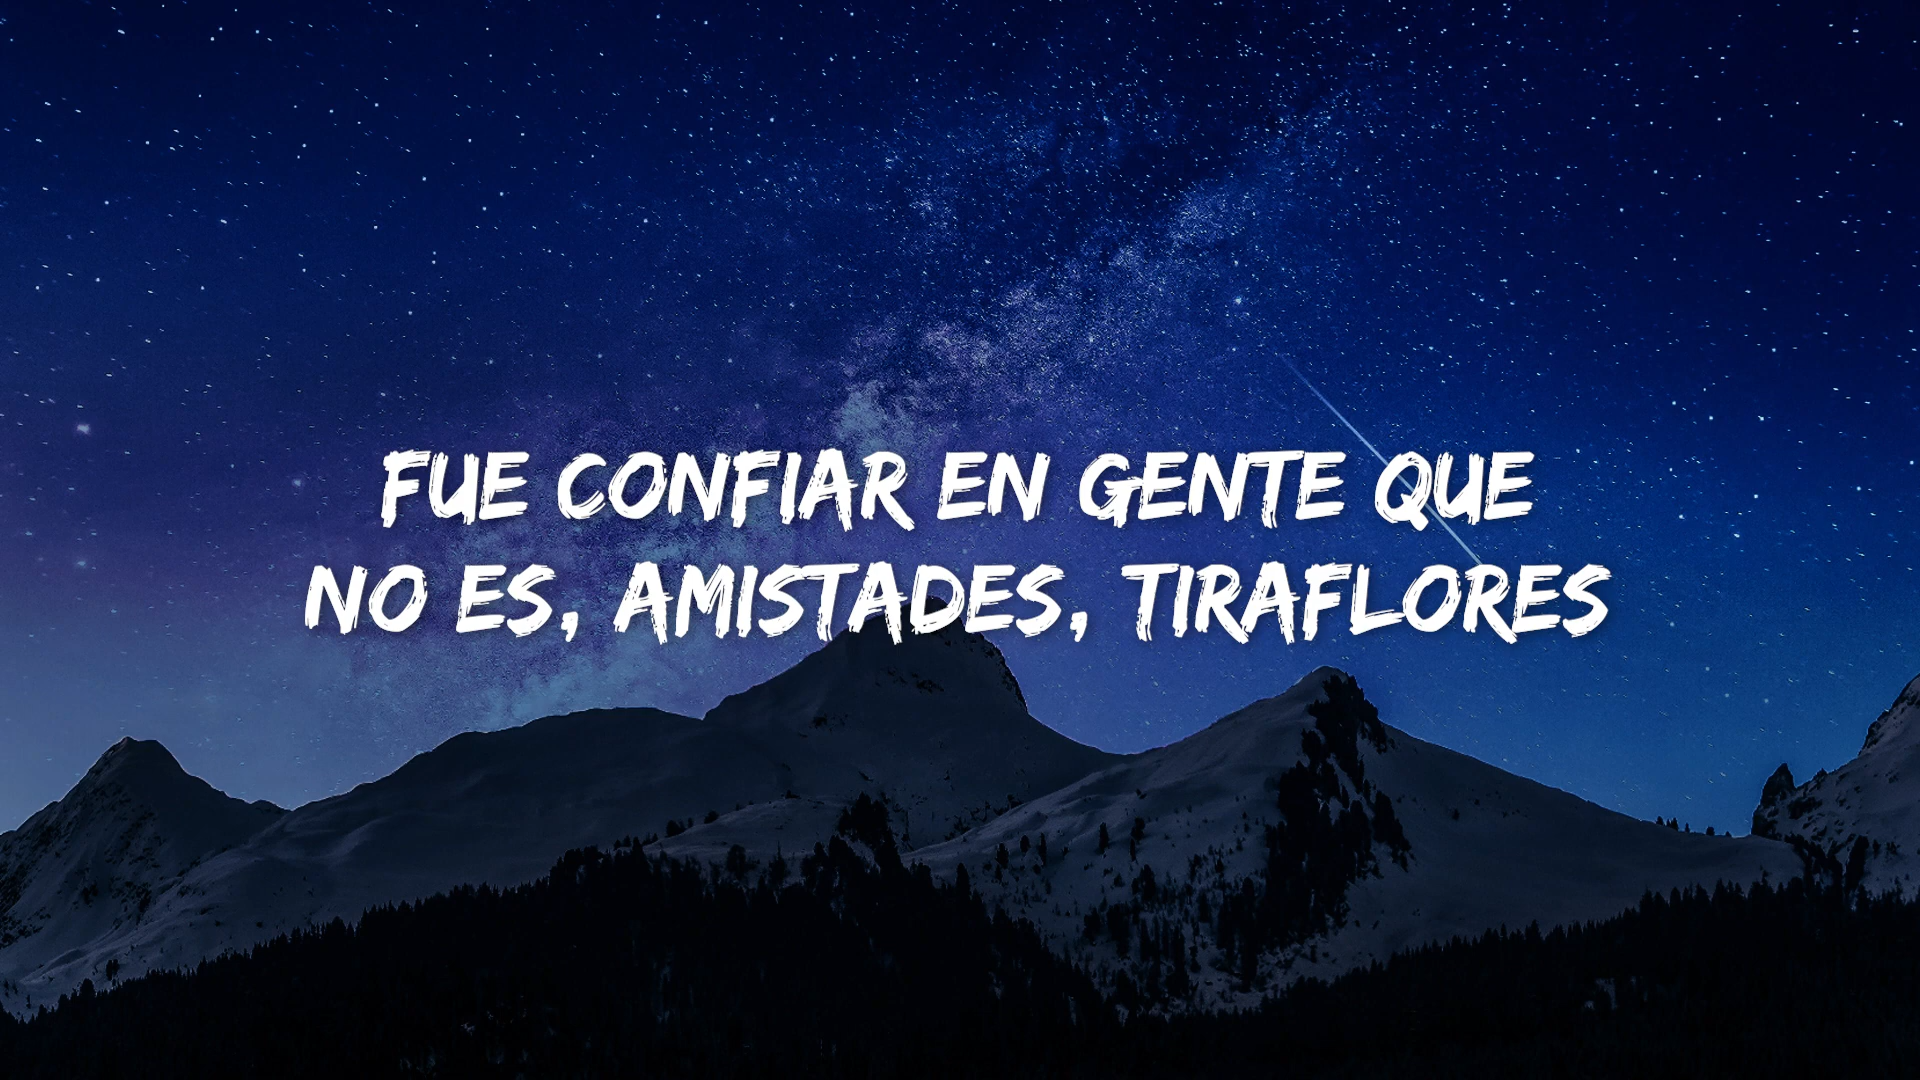 FUE CONFIAR EN GENTE QUE
NO ES, AMISTADES, TIRAFLORES